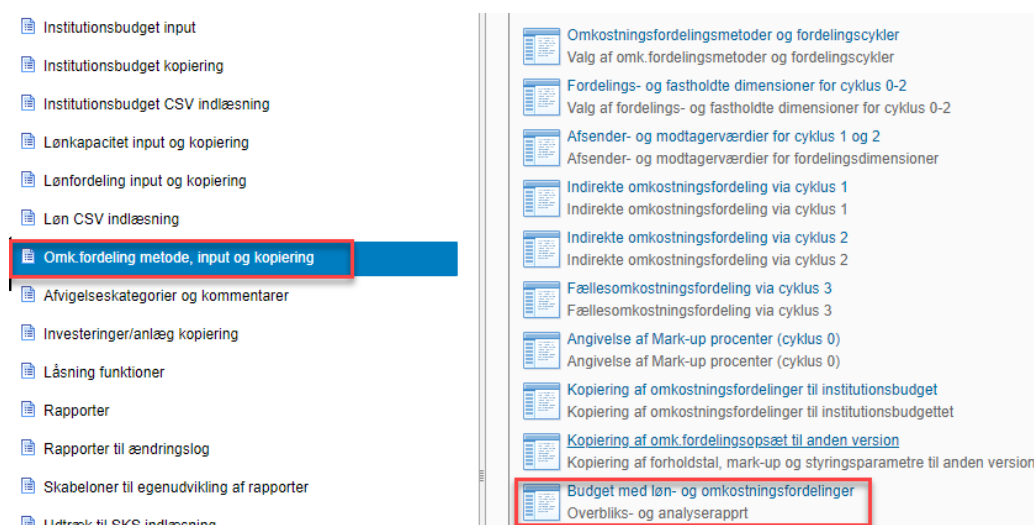 Institutionsbudget input
Institutionsbudget kopiering
Institutionsbudget CSV indlæsning
Lønkapacitet input og kopiering
Lønfordeling input og kopiering
Løn CSV indlæsning
Omk.fordeling metode, input og kopiering
Afvigelseskategorier og kommentarer
Investeringer/anlæg kopiering
Låsning funktioner
Rapporter
Rapporter til ændringslog
Skabeloner til egenudvikling af rapporter
Udtræk til SKS indlæsning
Omkostningsfordelingsmetoder og fordelingscykler
Valg af omk.fordelingsmetoder og fordelingscykler
Fordelings- og fastholdte dimensioner for cyklus 0-2
Valg af fordelings- og fastholdte dimensioner for cyklus 0-2
Afsender- og modtagerværdier for cyklus 1 og 2
Afsender- og modtagerværdier for fordelingsdimensioner
Indirekte omkostningsfordeling via cyklus 1
Indirekte omkostningsfordeling via cyklus 1
Indirekte omkostningsfordeling via cyklus 2
Indirekte omkostningsfordeling via cyklus 2
Fællesomkostningsfordeling via cyklus 3
Fællesomkostningsfordeling via cyklus 3
Angivelse af Mark-up procenter (cyklus 0)
Angivelse af Mark-up procenter (cyklus 0)
Kopiering af omkostningsfordelinger til institutionsbudget
Kopiering af omkostningsfordelinger til institutionsbudgettet
Kopiering af omk.fordelingsopsæt til anden version
Kopiering af forholdstal, mark-up og styringsparametre til anden version
Budget med løn- og omkostningsfordelinger
Overbliks- og analyserapprt